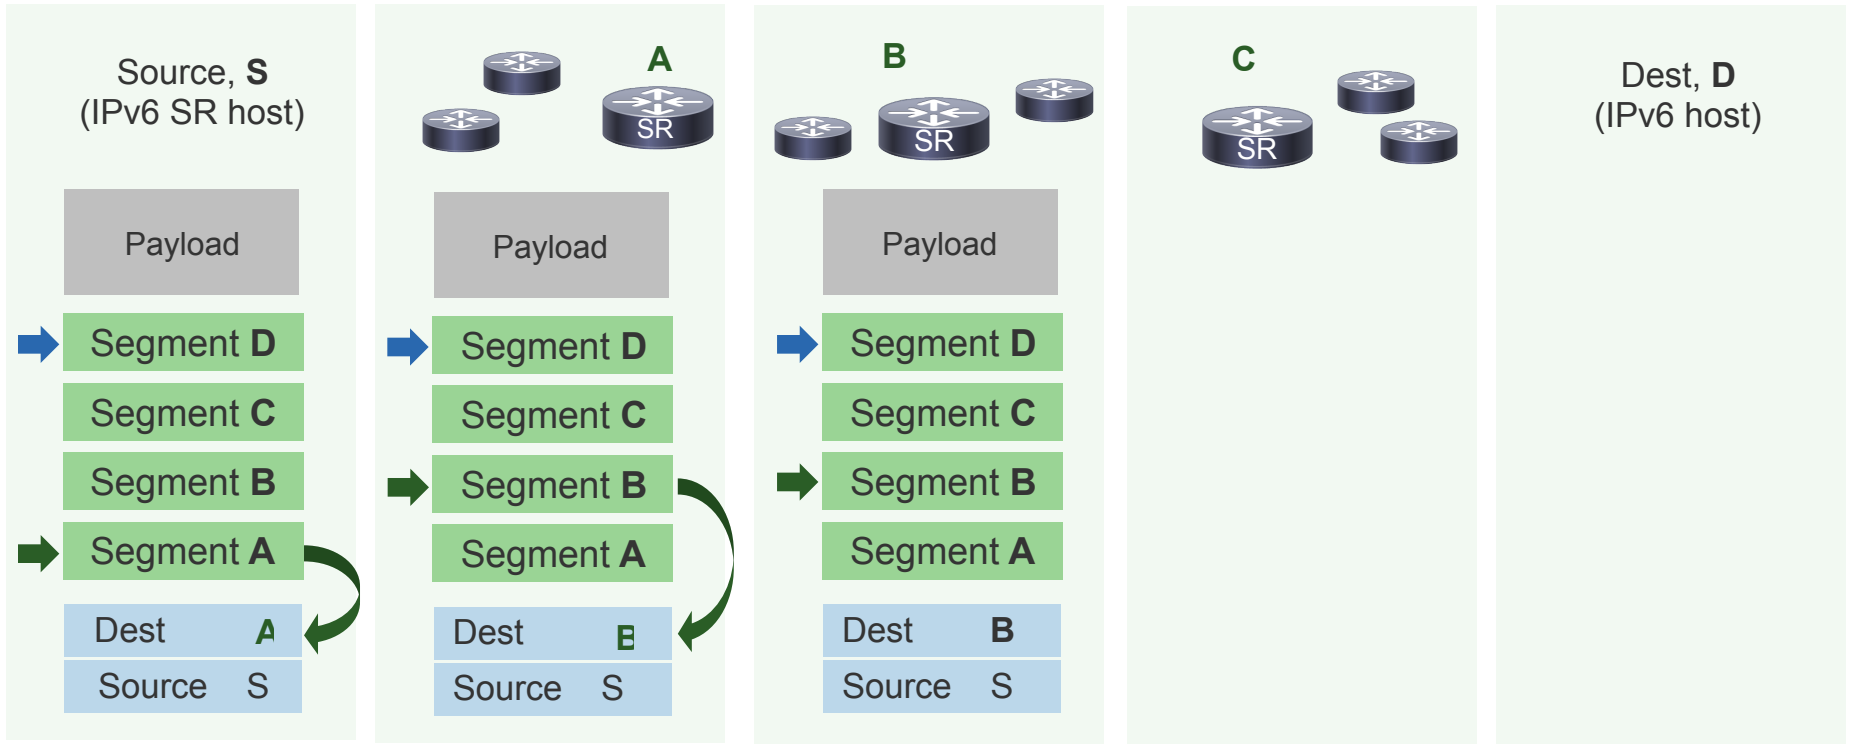 Source, S
(IPv6 SR host)
Payload
Segment D
Segment C
Segment B
Segment A
Dest A
Source S
A
SR
Payload
Segment D
Segment C
Segment B
Segment A
Dest B
Source S
B
SR
Payload
Segment D
Segment C
Segment B
Segment A
Dest B
Source S
C
SR
Dest, D
(IPv6 host)